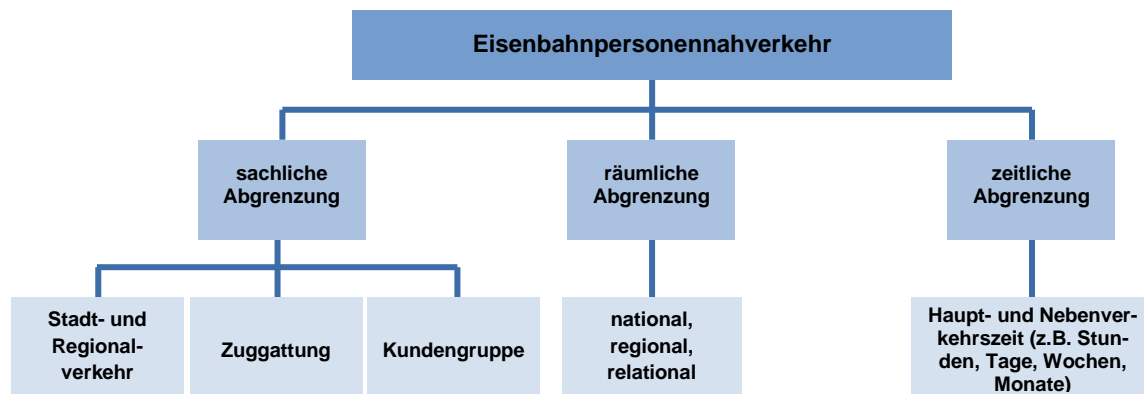 Eisenbahnpersonennahverkehr
sachliche
Abgrenzung
räumliche
Abgrenzung
zeitliche
Abgrenzung
Stadt- und
Regional-
verkehr
Zuggattung
Kundengruppe
national,
regional,
relational
Haupt- und Nebenver-
kehrszeit (z.B. Stun-
den, Tage, Wochen,
Monate)